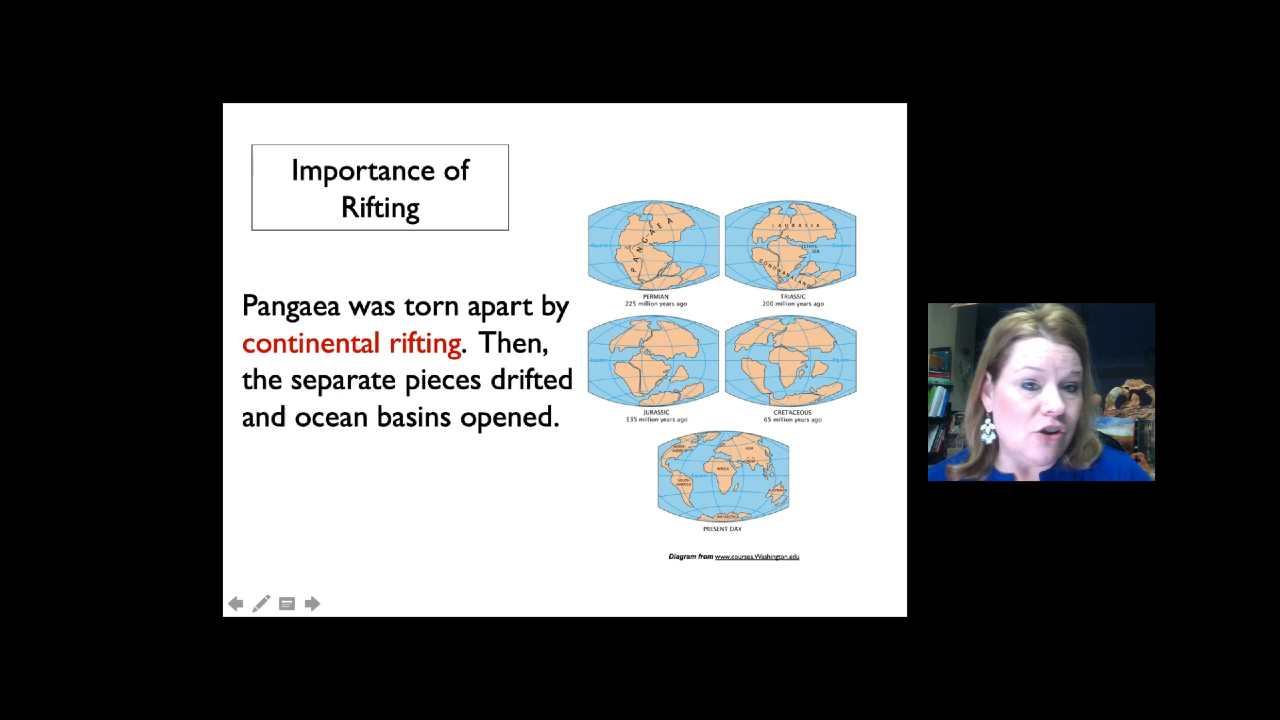 Importance of
Rifting
Pangaea was torn apart by
continental rifting. Then,
the separate pieces drifted
and ocean basins opened.
PANGAEA
PERMIAN
225 million years ago
LAURASIA
TETHYS
SEA
GONDWANALAND
TRIASSIC
200 million years ago
JURASSIC
135 million years ago
CRETACEOUS
65 million years ago
NORTH
AMERICA
ASIA
AFRICA
INDIA
SOUTH
AMERICA
AUSTRALIA
ANTARCTICA
PRESENT DAY
Diagram from www.courses.Washington.edu